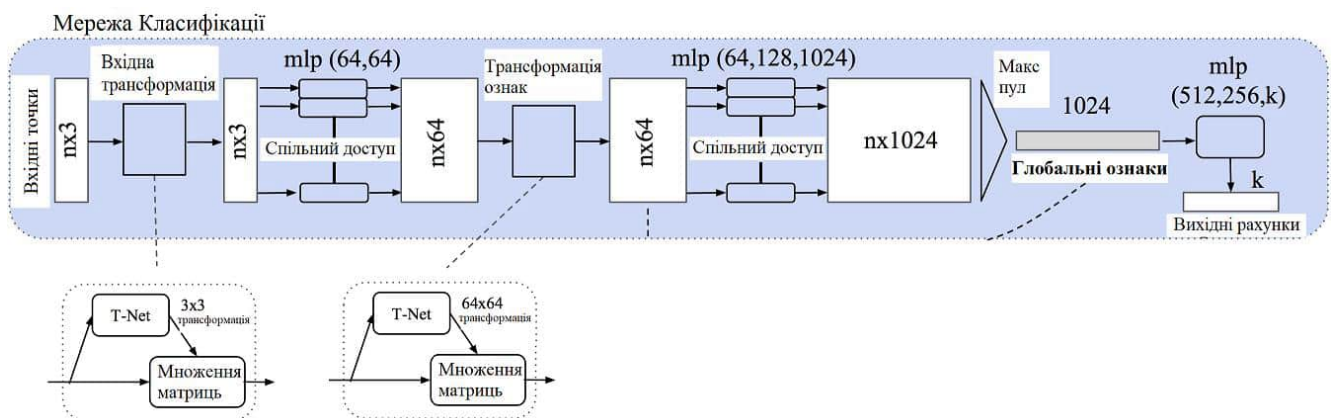 Мережа Класифікації
Вхідні точки
nx3
Вхідна
трансформація
nx3
mlp (64,64)
Спільний доступ
nx64
Трансформація
ознак
nx64
mlp (64,128,1024)
Спільний доступ
nx1024
Макс
пул
1024
Глобальні ознаки
mlp
(512,256,k)
k
Вихідні рахунки
T-Net
3x3
трансформація
Множення
матриць
T-Net
64x64
трансформація
Множення
матриць